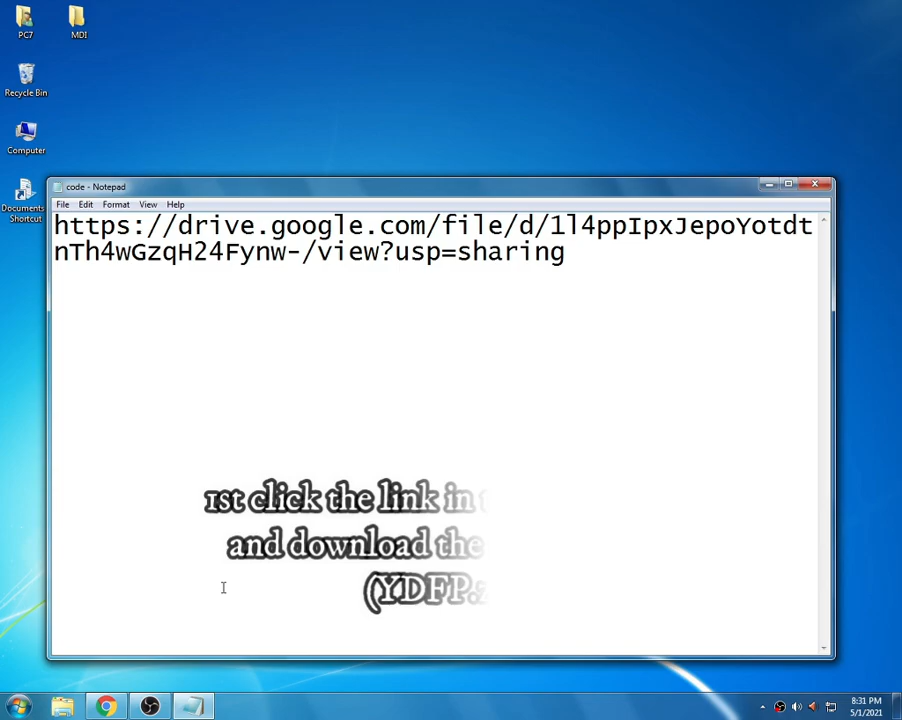 PC7
MDI
Recycle Bin
Computer
Documents
Shortcut
code - Notepad
File Edit Format View Help
https://drive.google.com/file/d/1l4ppIpxJepoYotdt
nTh4wGzqH24Fynw-/view?usp=sharing
click the link in
and download the
(YDFP.
8:31 PM
5/1/2021